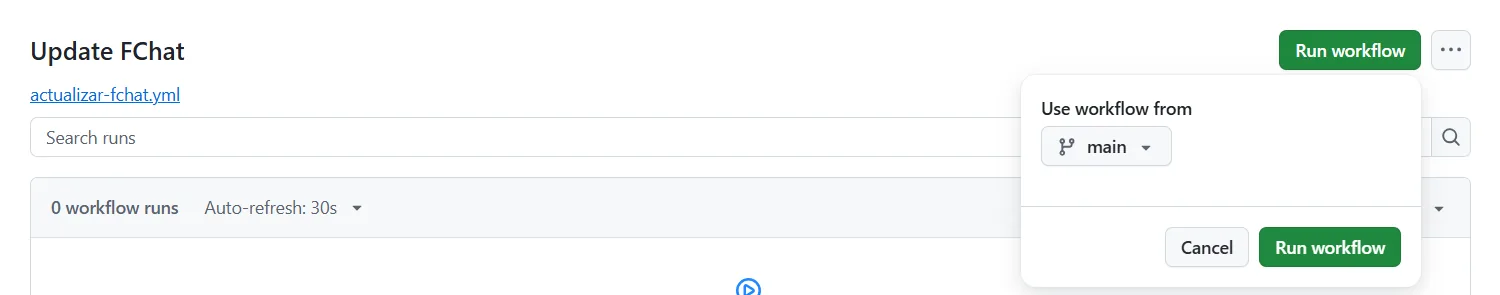 Update FChat
Run workflow
actualizar-fchat.yml
Use workflow from
Search runs
main
0 workflow runs
Auto-refresh: 30s
Cancel
Run workflow